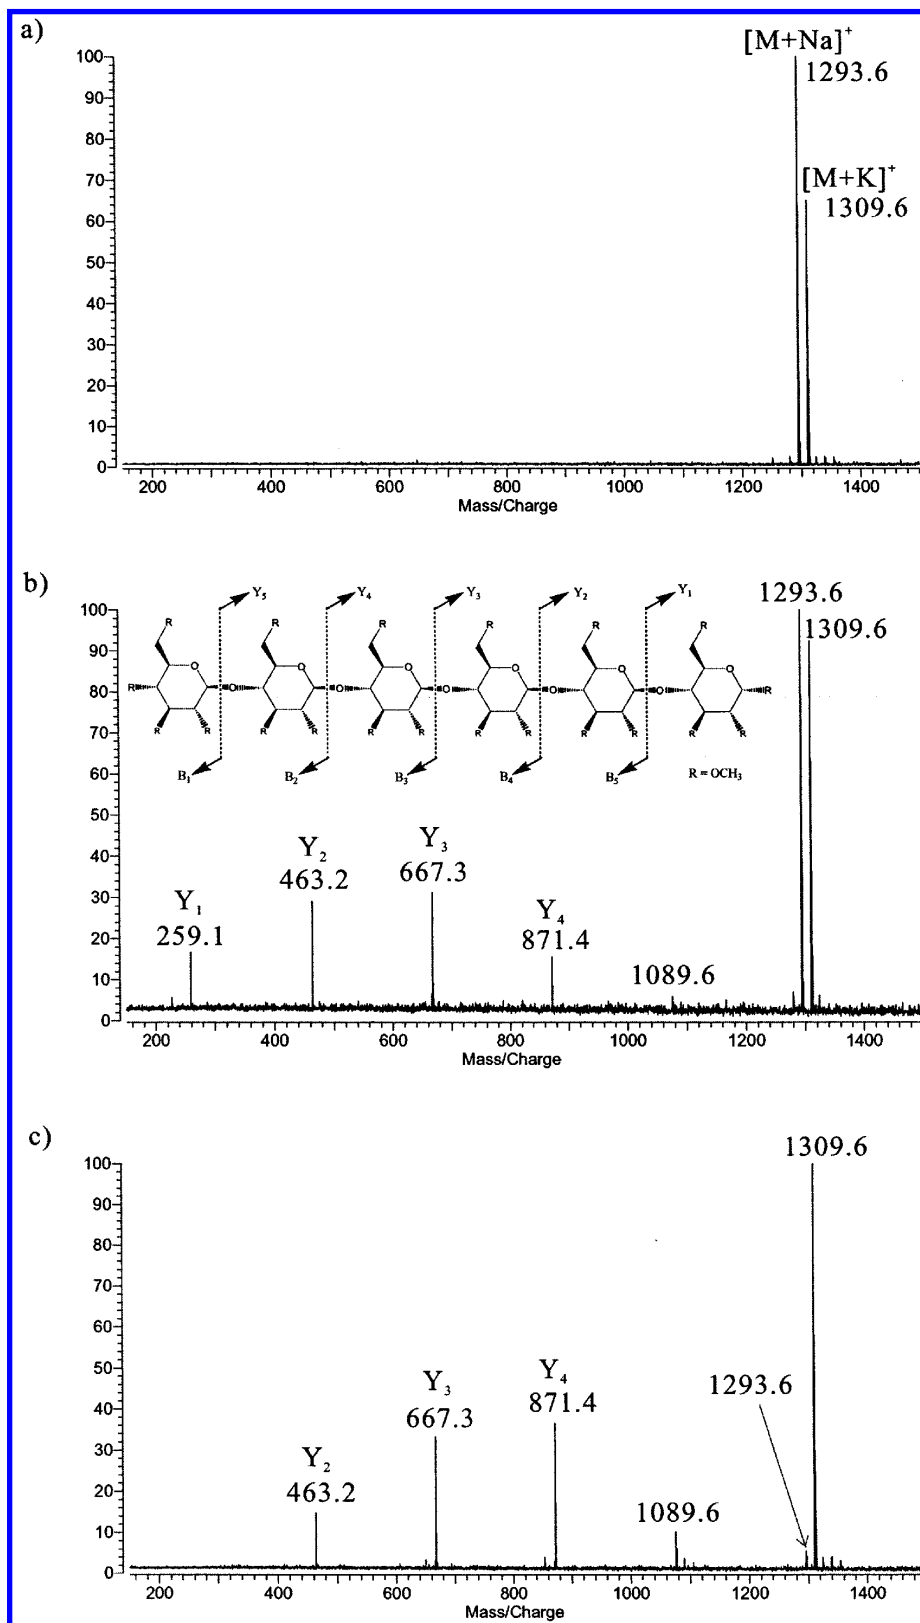 a)
[M+Na]⁺
1293.6
[M+K]⁺
1309.6
100
90
80
70
60
50
40
30
20
10
0
200 400 600 800 1000 1200 1400
Mass/Charge
b)
Y₅ Y₄ Y₃ Y₂ Y₁
1293.6
1309.6
R R R R R R
R O O O O O O O O O O O R
R R R R R R R R R R R R
B₁ B₂ B₃ B₄ B₅ R = OCH₃
100
90
80
70
60
50
40
30
20
10
0
Y₁
259.1
Y₂
463.2
Y₃
667.3
Y₄
871.4
1089.6
200 400 600 800 1000 1200 1400
Mass/Charge
c)
1309.6
100
90
80
70
60
50
40
30
20
10
0
Y₂
463.2
Y₃
667.3
Y₄
871.4
1089.6
1293.6
200 400 600 800 1000 1200 1400
Mass/Charge